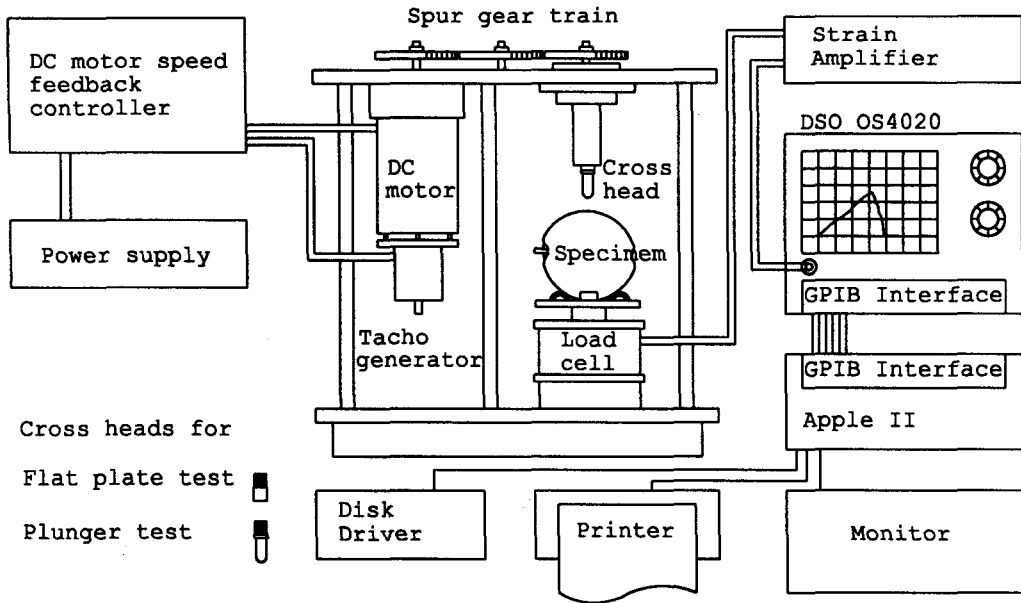 Spur gear train
DC motor speed
feedback
controller
Strain
Amplifier
DSO OS4020
DC
motor
Cross
head
Power supply
Specimem
GPIB Interface
Tacho
generator
Load
cell
GPIB Interface
Apple II
Cross heads for
Flat plate test
Plunger test
Disk
Driver
Printer
Monitor